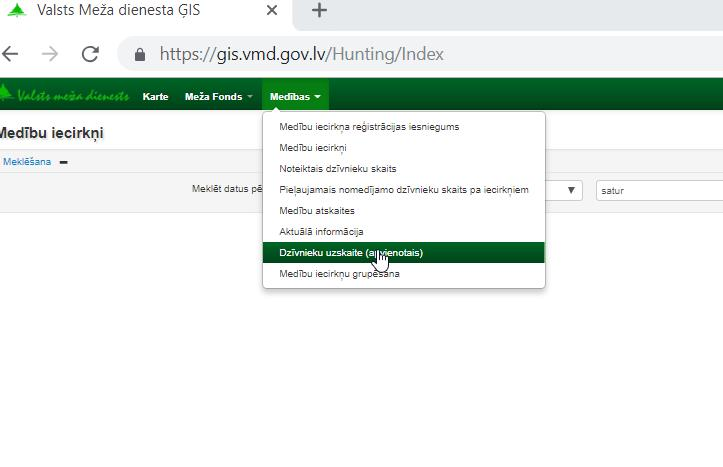 Valsts Meža dienesta ĢIS
https://gis.vmd.gov.lv/Hunting/Index
Valsts meža dienests Karte Meža Fonds Medības
Medību iecirkņi
Meklēšana
Medību iecirkņa reģistrācijas iesniegums
Medību iecirkņi
Noteiktais dzīvnieku skaits
Meklēt datus pē
Pieļaujamais nomedījamo dzīvnieku skaits pa iecirkņiem
satur
Medību atskaites
Aktuālā informācija
Dzīvnieku uzskaite (apvienotais)
Medību iecirkņu grupēšana